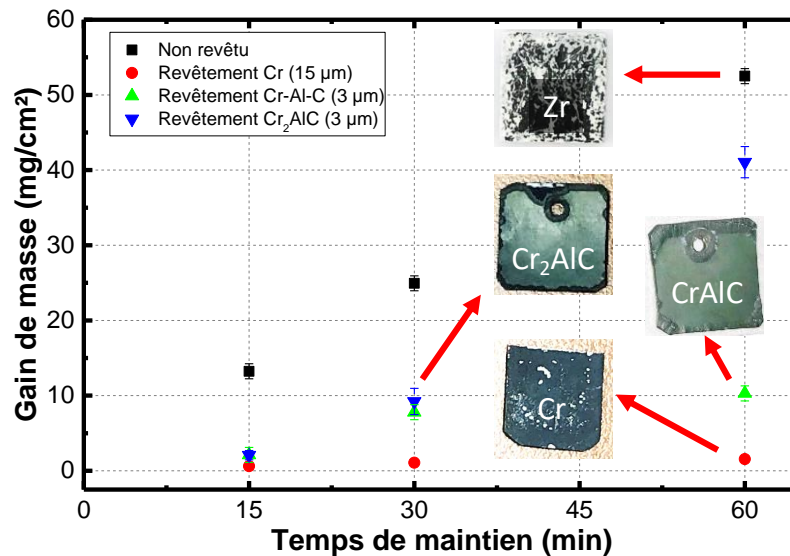 Gain de masse (mg/cm²)
60
50
40
30
20
10
0
Non revêtu
Revêtement Cr (15 µm)
Revêtement Cr-Al-C (3 µm)
Revêtement Cr₂AlC (3 µm)
Zr
Cr₂AlC
CrAlC
Cr
0 15 30 45 60
Temps de maintien (min)